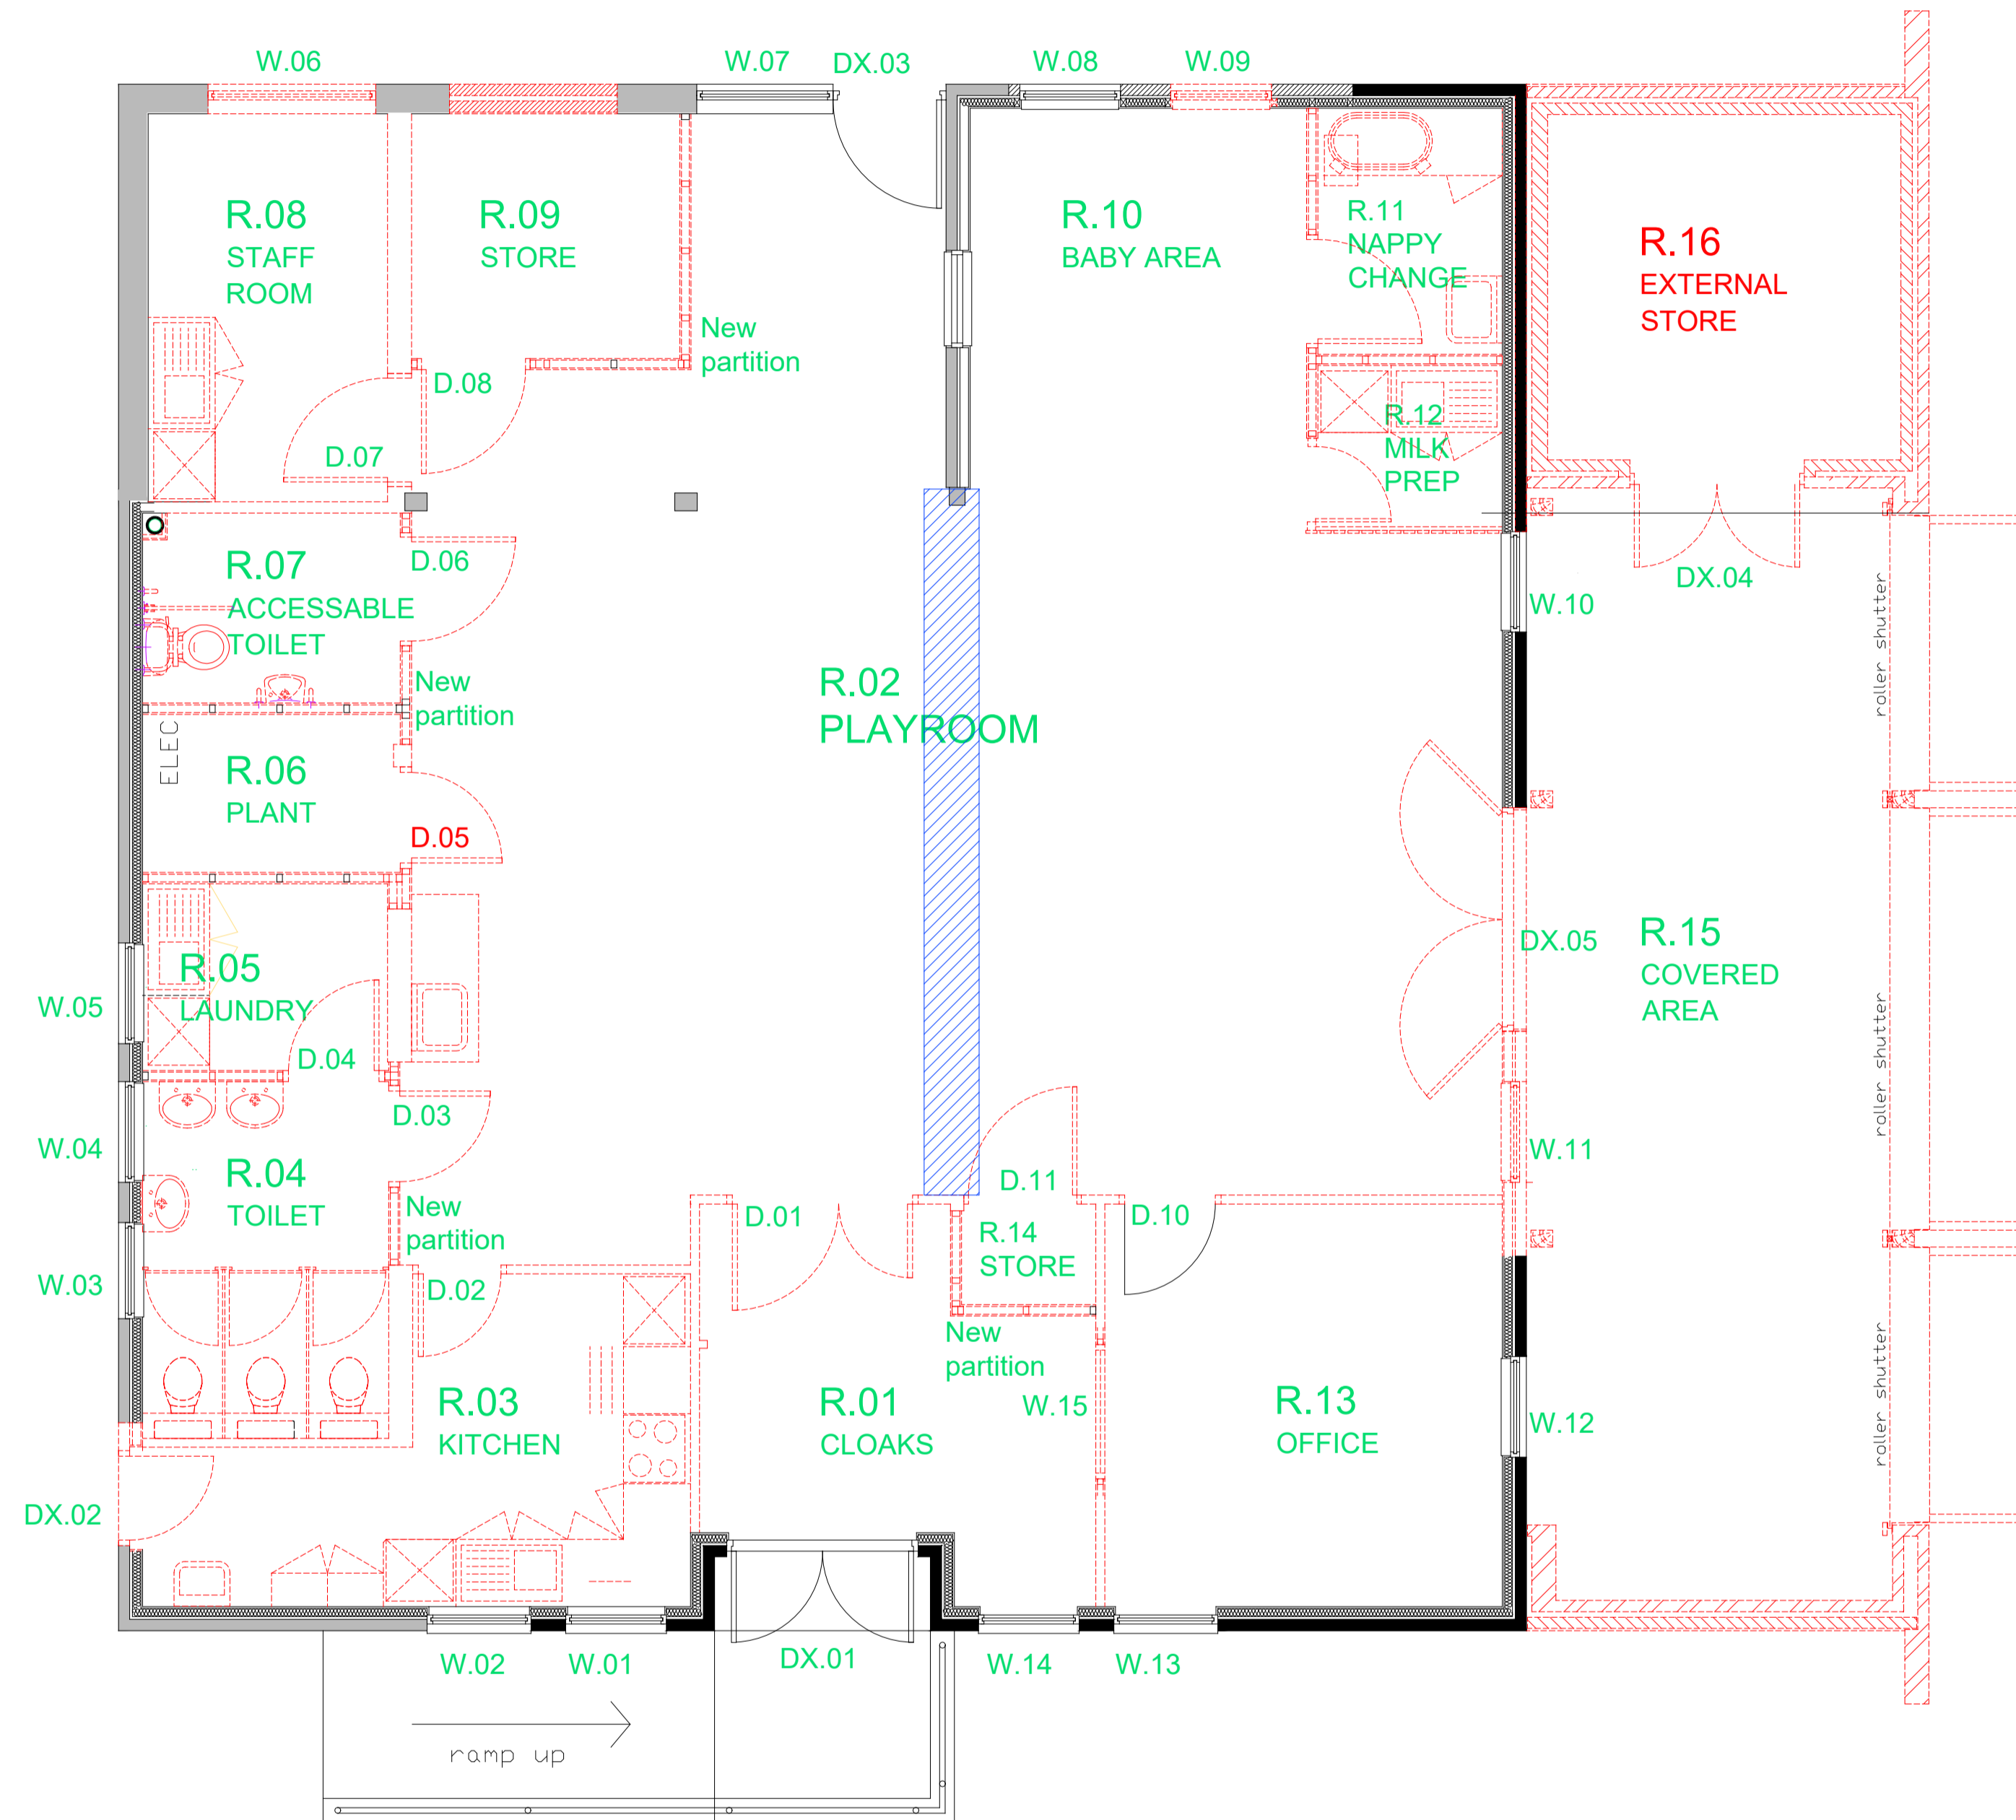 W.06
W.07
DX.03
W.08
W.09
R.08
STAFF
ROOM
R.09
STORE
R.10
BABY AREA
R.11
NAPPY
CHANGE
R.16
EXTERNAL
STORE
New
partition
D.08
D.07
R.12
MILK
PREP
R.07
ACCESSABLE
TOILET
D.06
DX.04
W.10
roller shutter
New
partition
R.02
PLAYROOM
ELEC
R.06
PLANT
D.05
R.05
LAUNDRY
W.05
D.04
DX.05
R.15
COVERED
AREA
roller shutter
D.03
W.04
R.04
TOILET
W.11
New
partition
D.01
D.11
D.10
R.14
STORE
W.03
D.02
New
partition
roller shutter
R.03
KITCHEN
R.01
CLOAKS
W.15
R.13
OFFICE
W.12
DX.02
W.02
W.01
DX.01
W.14
W.13
ramp up